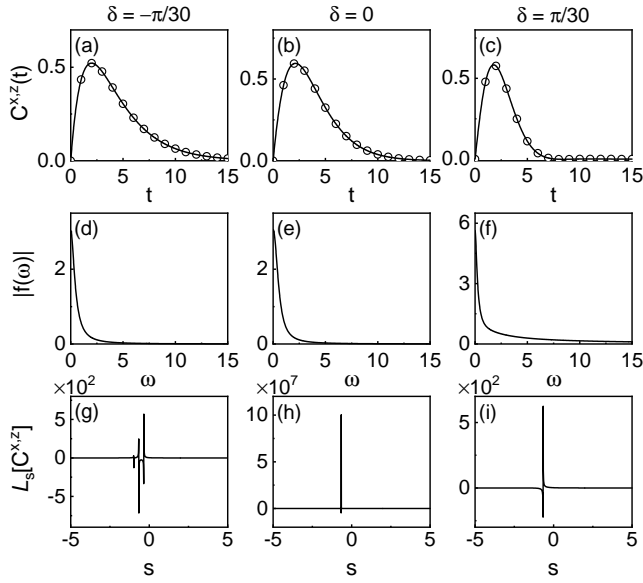 δ = −π/30 δ = 0 δ = π/30
(a) (b) (c)
C^{x,z}(t)
0.5 0.5 0.5
0.0 0.0 0.0
0 5 10 15 0 5 10 15 0 5 10 15
t t t
(d) (e) (f)
|f(ω)|
2 2 6
3
0 0 0
0 5 10 15 0 5 10 15 0 5 10 15
ω ω ω
×10² ×10⁷ ×10²
(g) (h) (i)
L_s[C^{x,z}]
50 10 50
0 5 0
-50 0
-5 0 5 -5 0 5 -5 0 5
s s s